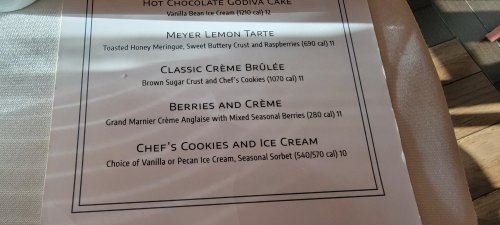 HOT CHOCOLATE GODIVA CAKE
Vanilla Bean Ice Cream (1210 cal) 12
MEYER LEMON TARTE
Toasted Honey Meringue, Sweet Buttery Crust and Raspberries (690 cal) 11
CLASSIC CRÈME BRÛLÉE
Brown Sugar Crust and Chef's Cookies (1070 cal) 11
BERRIES AND CRÈME
Grand Marnier Crème Anglaise with Mixed Seasonal Berries (280 cal) 11
CHEF'S COOKIES AND ICE CREAM
Choice of Vanilla or Pecan Ice Cream, Seasonal Sorbet (540/570 cal) 10